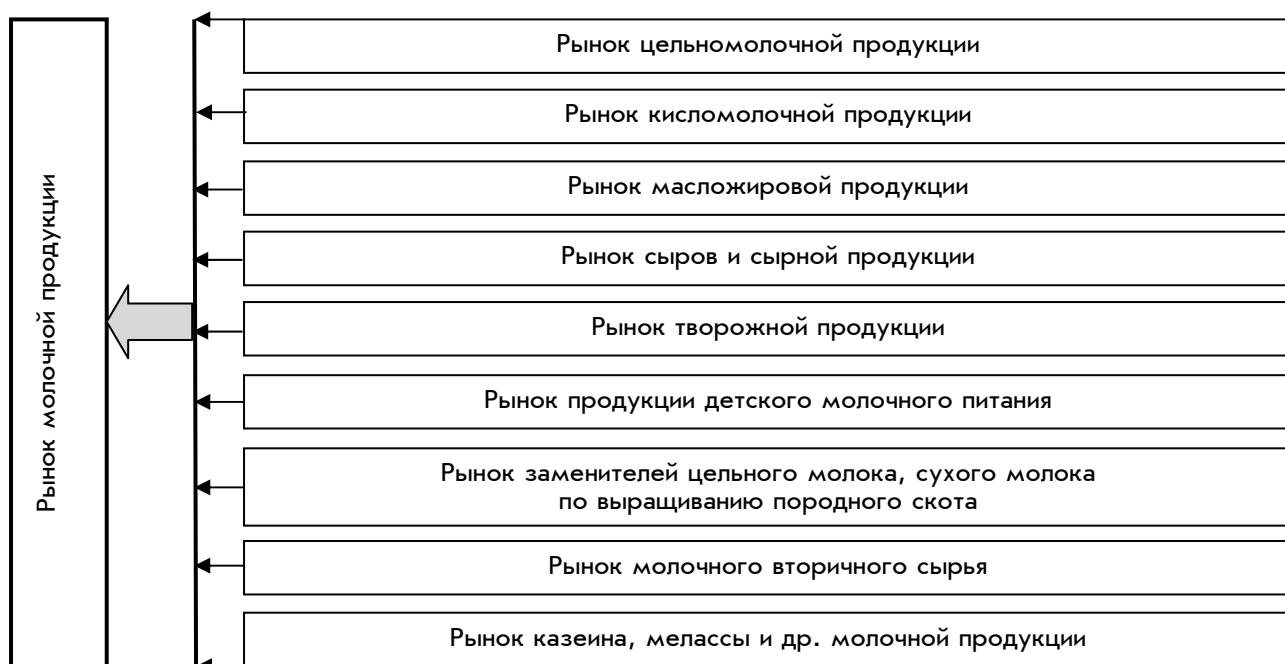 Рынок молочной продукции
Рынок цельномолочной продукции
Рынок кисломолочной продукции
Рынок масложировой продукции
Рынок сыров и сырной продукции
Рынок творожной продукции
Рынок продукции детского молочного питания
Рынок заменителей цельного молока, сухого молока
по выращиванию породного скота
Рынок молочного вторичного сырья
Рынок казеина, мелассы и др. молочной продукции